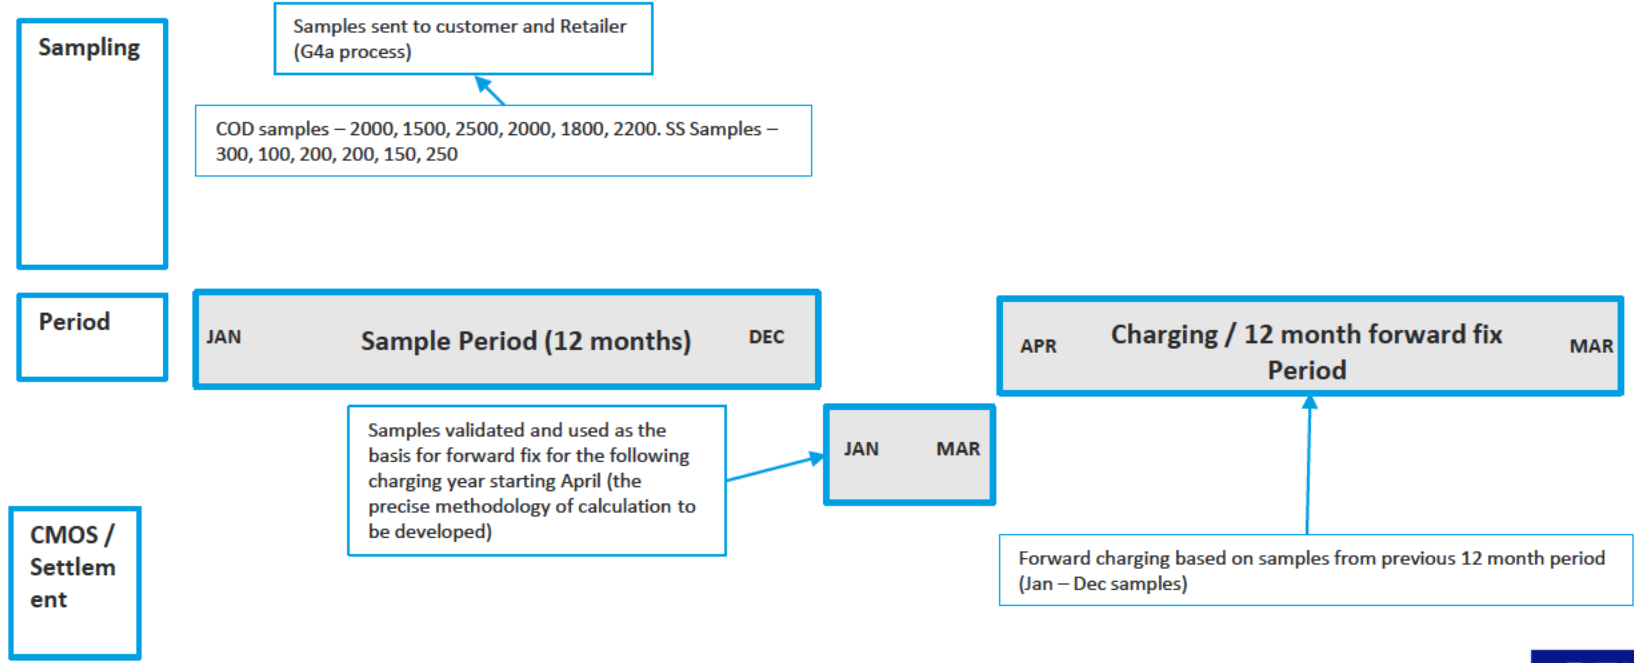 Sampling
Samples sent to customer and Retailer
(G4a process)
COD samples – 2000, 1500, 2500, 2000, 1800, 2200. SS Samples –
300, 100, 200, 200, 150, 250
Period
JAN
Sample Period (12 months)
DEC
APR
Charging / 12 month forward fix
Period
MAR
Samples validated and used as the
basis for forward fix for the following
charging year starting April (the
precise methodology of calculation to
be developed)
JAN
MAR
CMOS /
Settlem
ent
Forward charging based on samples from previous 12 month period
(Jan – Dec samples)